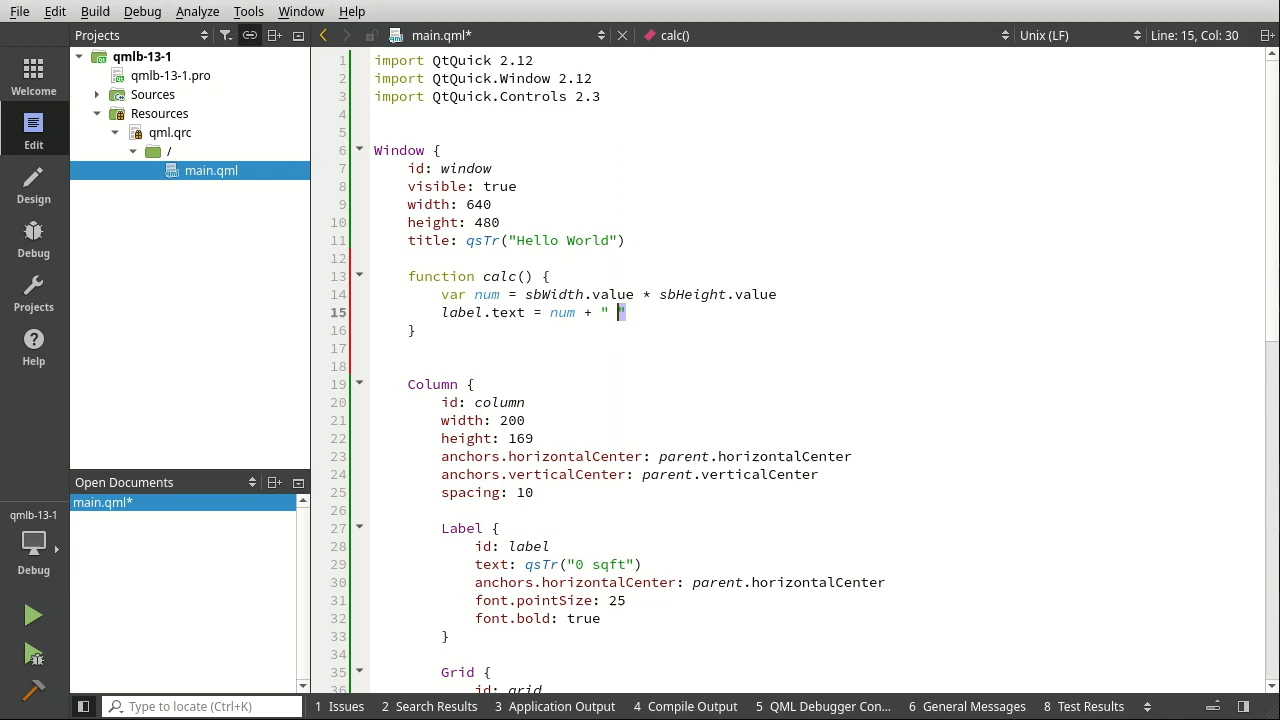 File Edit Build Debug Analyze Tools Window Help
Projects main.qml* calc() Unix (LF) Line: 15, Col: 30
Welcome
Edit
Design
Debug
Projects
Help
qmlb-13-1
Debug
qmlb-13-1
qmlb-13-1.pro
Sources
Resources
qml.qrc
/
main.qml
Open Documents
main.qml*
1 import QtQuick 2.12
2 import QtQuick.Window 2.12
3 import QtQuick.Controls 2.3
4
5
6 Window {
7 id: window
8 visible: true
9 width: 640
10 height: 480
11 title: qsTr("Hello World")
12
13 function calc() {
14 var num = sbWidth.value * sbHeight.value
15 label.text = num + " "
16 }
17
18
19 Column {
20 id: column
21 width: 200
22 height: 169
23 anchors.horizontalCenter: parent.horizontalCenter
24 anchors.verticalCenter: parent.verticalCenter
25 spacing: 10
26
27 Label {
28 id: label
29 text: qsTr("0 sqft")
30 anchors.horizontalCenter: parent.horizontalCenter
31 font.pointSize: 25
32 font.bold: true
33 }
34
35 Grid {
36 id: grid
Type to locate (Ctrl+K) 1 Issues 2 Search Results 3 Application Output 4 Compile Output 5 QML Debugger Con... 6 General Messages 8 Test Results